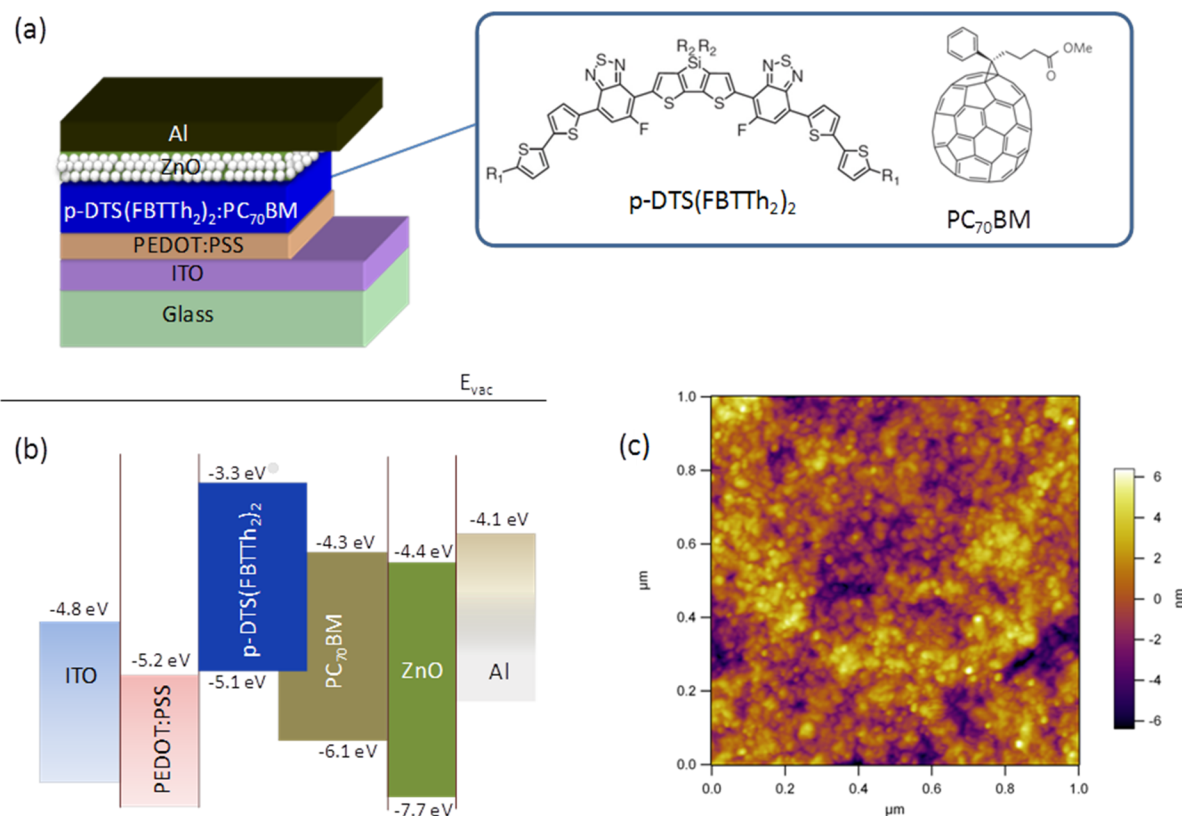 (a)
Al
ZnO
p-DTS(FBTTh₂)₂:PC₇₀BM
PEDOT:PSS
ITO
Glass
R₂ R₂
Si
N S N
N S N
S S
F F
S S
S S
R₁ R₁
p-DTS(FBTTh₂)₂
OMe
O
PC₇₀BM
E_vac
(b)
-3.3 eV
-4.1 eV
-4.3 eV
-4.4 eV
-4.8 eV
-5.2 eV
-5.1 eV
-6.1 eV
-7.7 eV
ITO
PEDOT:PSS
p-DTS(FBTTh₂)₂
PC₇₀BM
ZnO
Al
(c)
1.0
0.8
0.6
0.4
0.2
0.0
µm
0.0 0.2 0.4 0.6 0.8 1.0
µm
6
4
2
0
-2
-4
-6
nm